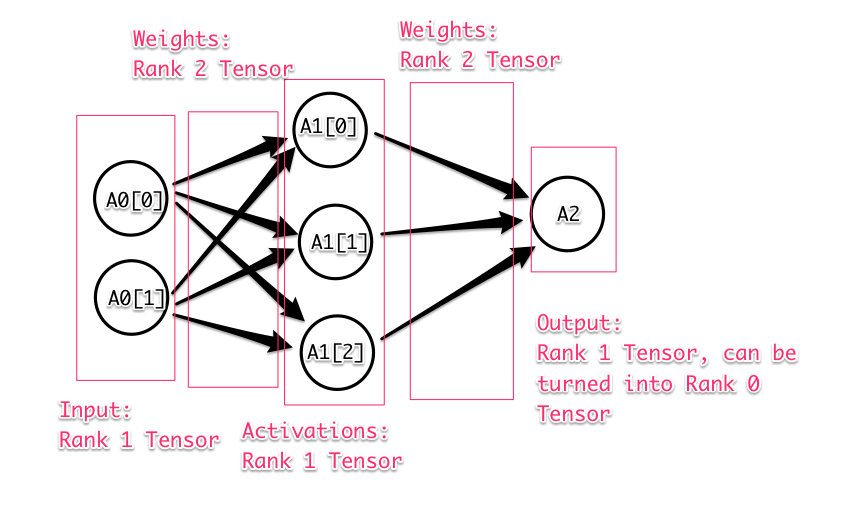 Weights:
Rank 2 Tensor
Weights:
Rank 2 Tensor
A0[0]
A0[1]
A1[0]
A1[1]
A1[2]
A2
Input:
Rank 1 Tensor
Activations:
Rank 1 Tensor
Output:
Rank 1 Tensor, can be
turned into Rank 0
Tensor